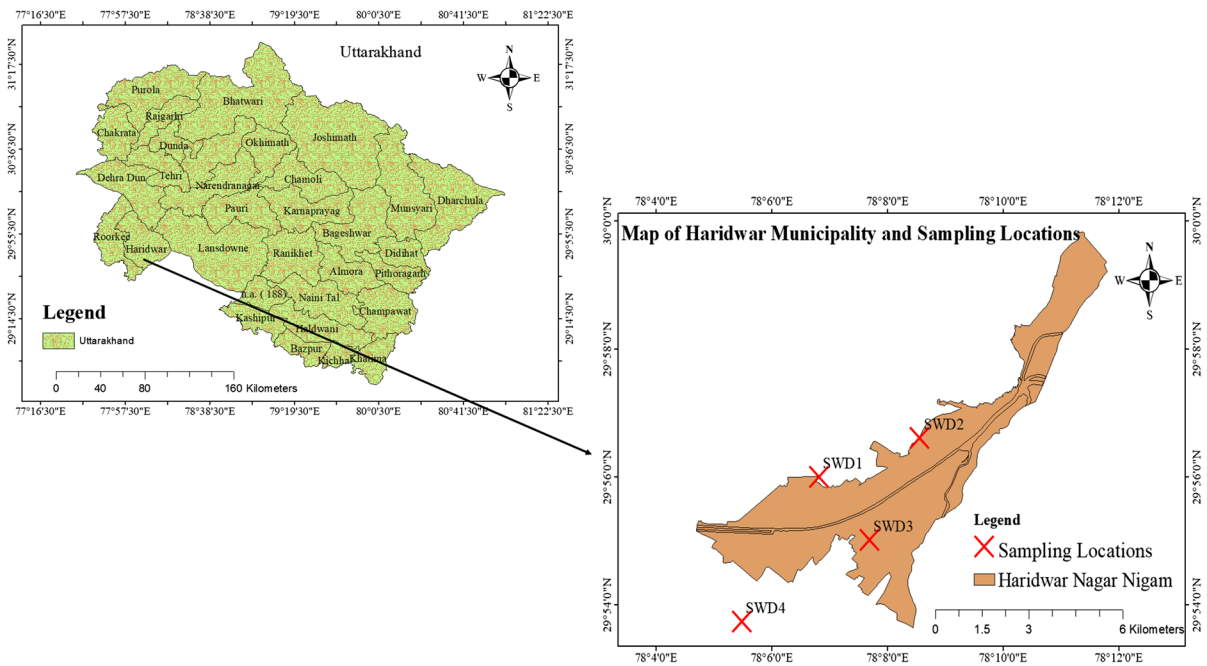 77°16'30"E 77°57'30"E 78°38'30"E 79°19'30"E 80°0'30"E 80°41'30"E 81°22'30"E
Uttarakhand
N
W E
S
31°17'30"N
31°17'30"N
30°36'30"N
30°36'30"N
29°55'30"N
29°55'30"N
29°14'30"N
29°14'30"N
Purola
Bhatwari
Rajgarhi
Chakrata
Joshimath
Okhimath
Dunda
Dehra Dun
Tehri
Chamoli
Narendranagar
Dharchula
Pauri
Karnaprayag
Munsyari
Bageshwar
Roorkee
Haridwar
Lansdowne
Ranikhet
Didihat
Almora
Pithoragarh
n.a. ( 188)
Naini Tal
Champawat
Kashipur
Haldwani
Bazpur
Kichha
Khatima
Legend
Uttarakhand
0 40 80 160 Kilometers
77°16'30"E 77°57'30"E 78°38'30"E 79°19'30"E 80°0'30"E 80°41'30"E 81°22'30"E
78°4'0"E 78°6'0"E 78°8'0"E 78°10'0"E 78°12'0"E
Map of Haridwar Municipality and Sampling Locations
N
W E
S
30°0'0"N
30°0'0"N
29°58'0"N
29°58'0"N
29°56'0"N
29°56'0"N
29°54'0"N
29°54'0"N
SWD2
SWD1
SWD3
SWD4
Legend
Sampling Locations
Haridwar Nagar Nigam
0 1.5 3 6 Kilometers
78°4'0"E 78°6'0"E 78°8'0"E 78°10'0"E 78°12'0"E